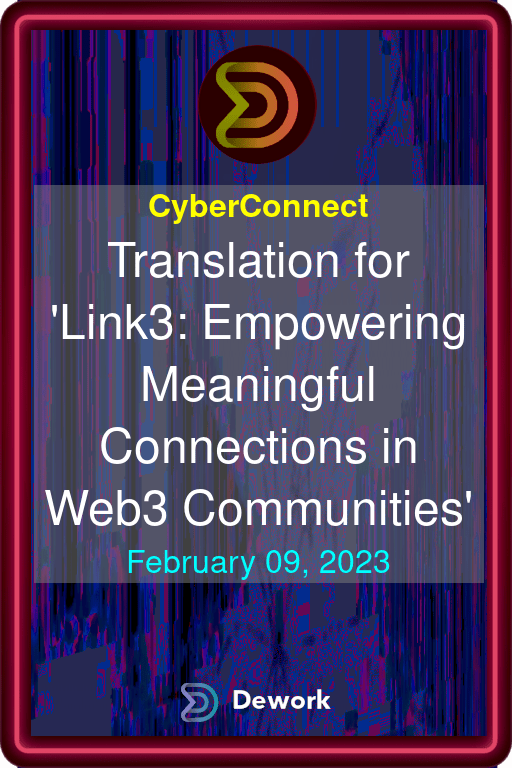 CyberConnect
Translation for
'Link3: Empowering
Meaningful
Connections in
Web3 Communities'
February 09, 2023
Dework